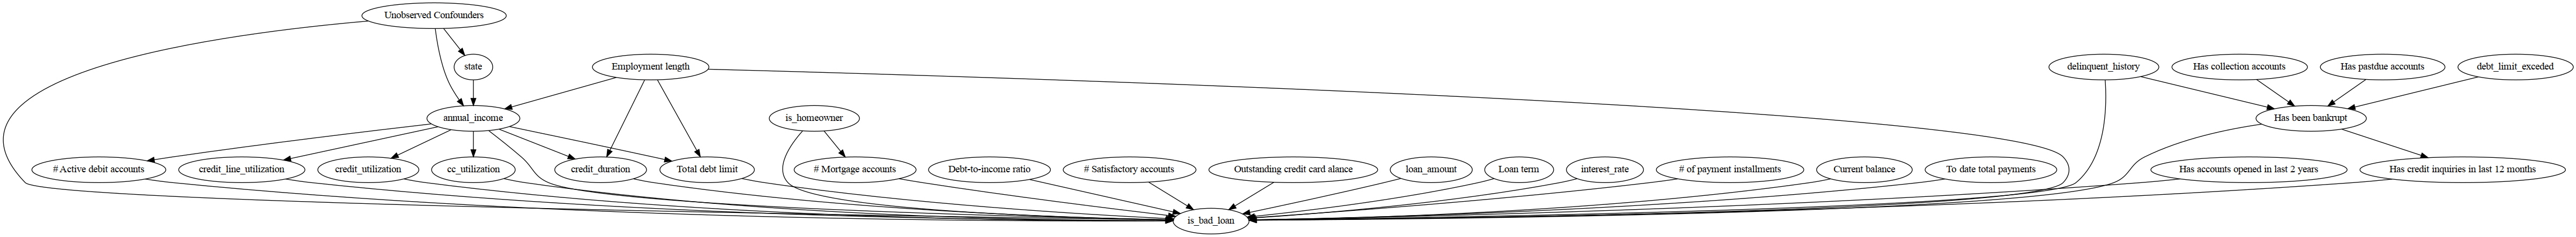 Unobserved Confounders
state
Employment length
delinquent_history
Has collection accounts
Has pastdue accounts
debt_limit_exceded
annual_income
is_homeowner
Has been bankrupt
# Active debit accounts
credit_line_utilization
credit_utilization
cc_utilization
credit_duration
Total debt limit
# Mortgage accounts
Debt-to-income ratio
# Satisfactory accounts
Outstanding credit card alance
loan_amount
Loan term
interest_rate
# of payment installments
Current balance
To date total payments
Has accounts opened in last 2 years
Has credit inquiries in last 12 months
is_bad_loan